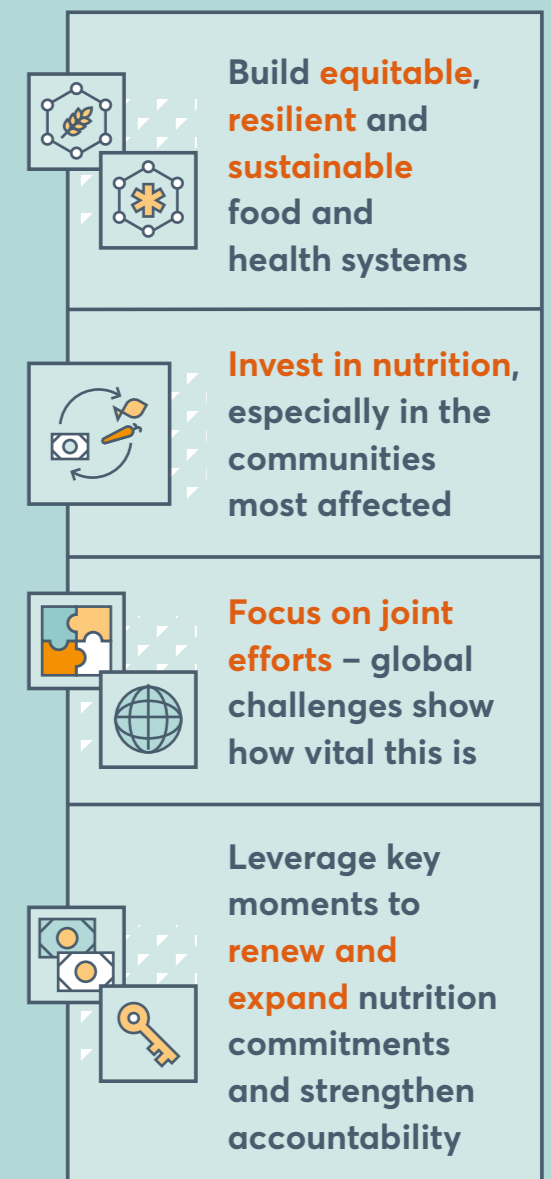 Build equitable,
resilient and
sustainable
food and
health systems
Invest in nutrition,
especially in the
communities
most affected
Focus on joint
efforts – global
challenges show
how vital this is
Leverage key
moments to
renew and
expand nutrition
commitments
and strengthen
accountability